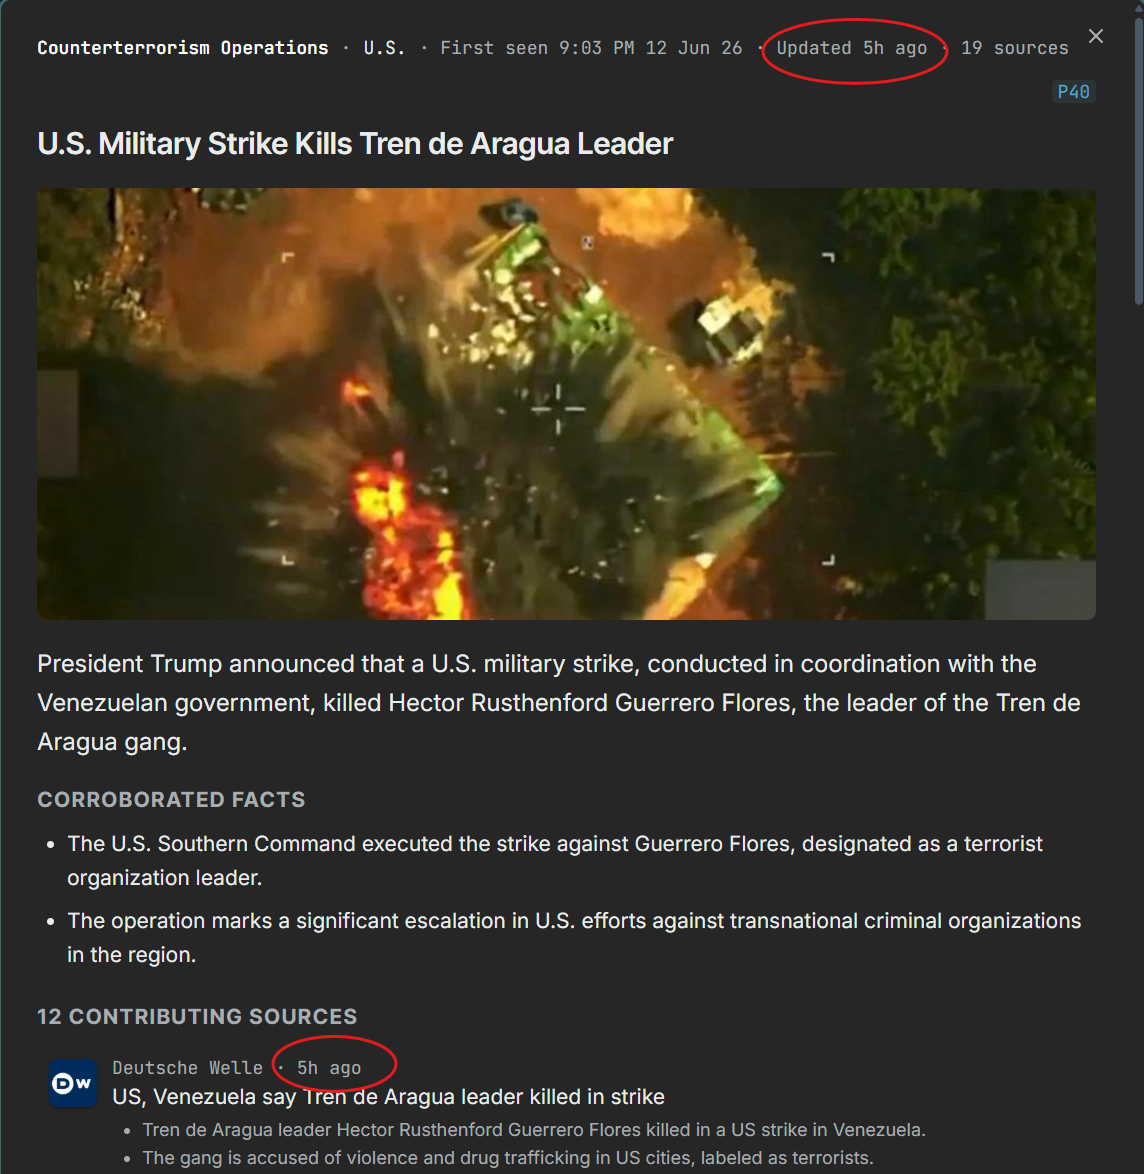 Counterterrorism Operations · U.S. · First seen 9:03 PM 12 Jun 26 · Updated 5h ago · 19 sources
P40
U.S. Military Strike Kills Tren de Aragua Leader
N
President Trump announced that a U.S. military strike, conducted in coordination with the
Venezuelan government, killed Hector Rusthenford Guerrero Flores, the leader of the Tren de
Aragua gang.
CORROBORATED FACTS
• The U.S. Southern Command executed the strike against Guerrero Flores, designated as a terrorist
organization leader.
• The operation marks a significant escalation in U.S. efforts against transnational criminal organizations
in the region.
12 CONTRIBUTING SOURCES
DW
Deutsche Welle · 5h ago
US, Venezuela say Tren de Aragua leader killed in strike
• Tren de Aragua leader Hector Rusthenford Guerrero Flores killed in a US strike in Venezuela.
• The gang is accused of violence and drug trafficking in US cities, labeled as terrorists.